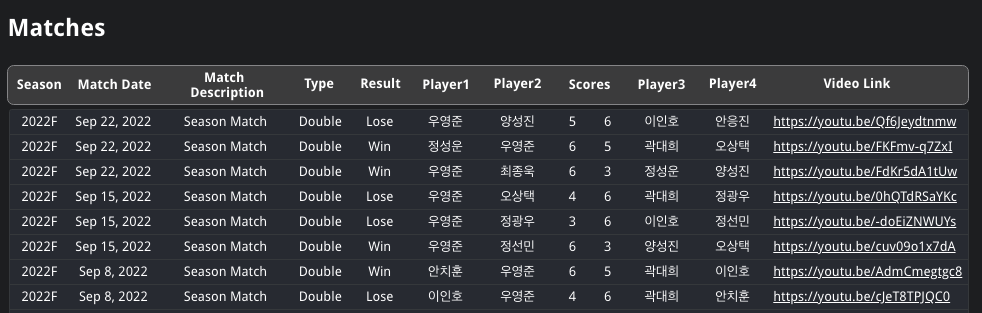 Matches
Season Match Date Match Description Type Result Player1 Player2 Scores Player3 Player4 Video Link
2022F Sep 22, 2022 Season Match Double Lose 우영준 양성진 5 6 이인호 안응진 https://youtu.be/Qf6Jeydtnmw
2022F Sep 22, 2022 Season Match Double Win 정성운 우영준 6 5 곽대희 오상택 https://youtu.be/FKFmv-q7ZxI
2022F Sep 22, 2022 Season Match Double Win 우영준 최종욱 6 3 정성운 양성진 https://youtu.be/FdKr5dA1tUw
2022F Sep 15, 2022 Season Match Double Lose 우영준 오상택 4 6 곽대희 정광우 https://youtu.be/0hQTdRSaYKc
2022F Sep 15, 2022 Season Match Double Lose 우영준 정광우 3 6 이인호 정선민 https://youtu.be/-doEiZNWUYs
2022F Sep 15, 2022 Season Match Double Win 우영준 정선민 6 3 양성진 오상택 https://youtu.be/cuv09o1x7dA
2022F Sep 8, 2022 Season Match Double Win 안치훈 우영준 6 5 곽대희 이인호 https://youtu.be/AdmCmegtgc8
2022F Sep 8, 2022 Season Match Double Lose 이인호 우영준 4 6 곽대희 안치훈 https://youtu.be/cJeT8TPJQC0